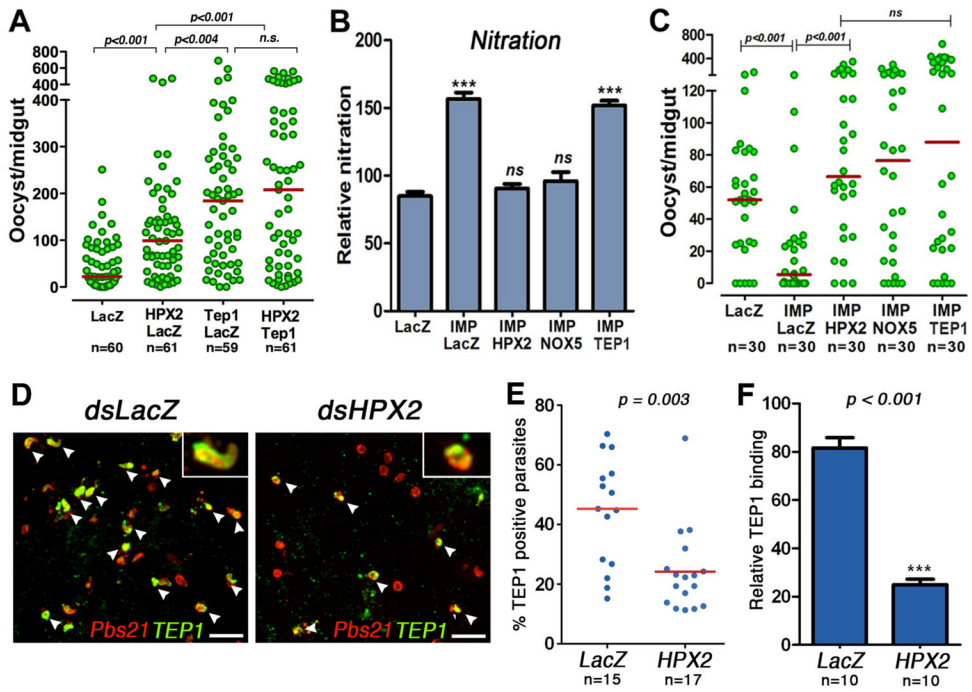 A
p<0.001
p<0.001
p<0.004
n.s.
Oocyst/midgut
800
600
400
400
300
200
100
0
LacZ
HPX2
LacZ
Tep1
LacZ
HPX2
Tep1
n=60
n=61
n=59
n=61
B
Nitration
Relative nitration
200
150
100
50
0
***
ns
ns
***
LacZ
IMP
LacZ
IMP
HPX2
IMP
NOX5
IMP
TEP1
C
ns
p<0.001
p<0.001
Oocyst/midgut
800
600
400
200
120
100
80
60
40
20
0
LacZ
IMP
LacZ
IMP
HPX2
IMP
NOX5
IMP
TEP1
n=30
n=30
n=30
n=30
n=30
D
dsLacZ
dsHPX2
Pbs21 TEP1
Pbs21 TEP1
E
p = 0.003
% TEP1 positive parasites
80
60
40
20
0
LacZ
HPX2
n=15
n=17
F
p < 0.001
Relative TEP1 binding
100
80
60
40
20
0
***
LacZ
HPX2
n=10
n=10